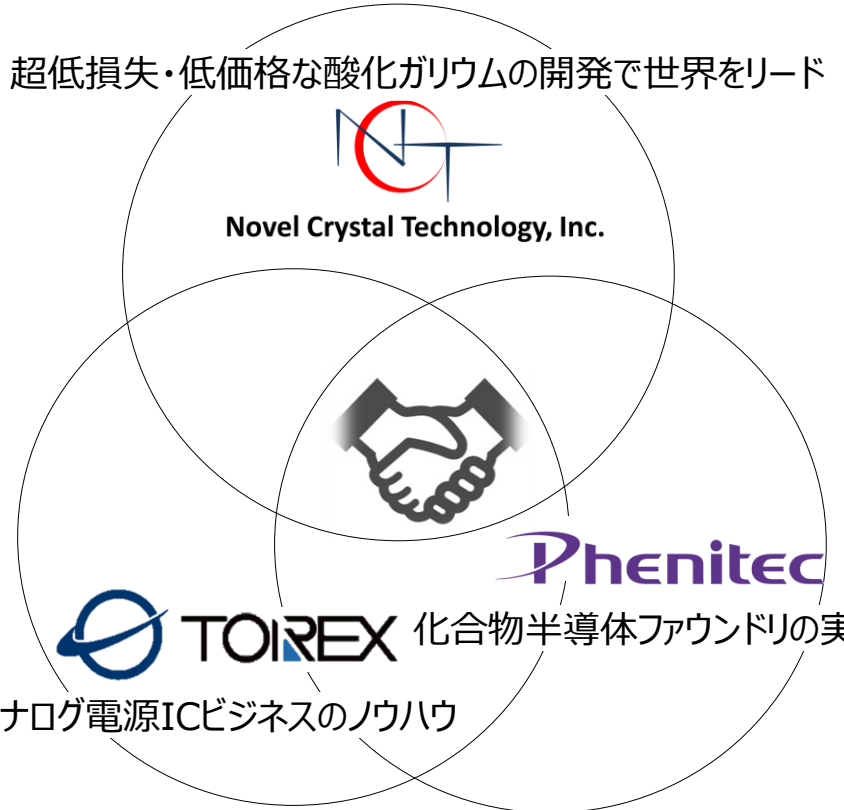 超低損失・低価格な酸化ガリウムの開発で世界をリード
NCT
Novel Crystal Technology, Inc.
Phenitec
TOREX
化合物半導体ファウンドリの実
ナログ電源ICビジネスのノウハウ